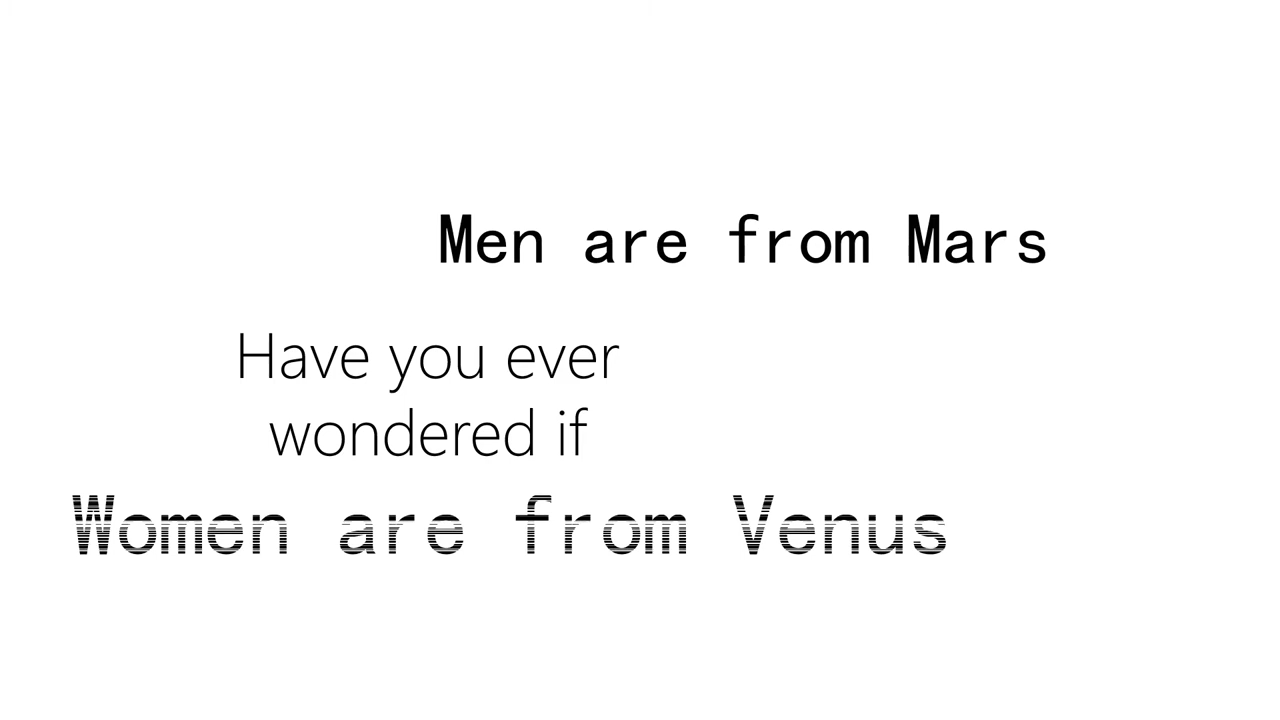 Men are from Mars
Have you ever
wondered if
Women are from Venus